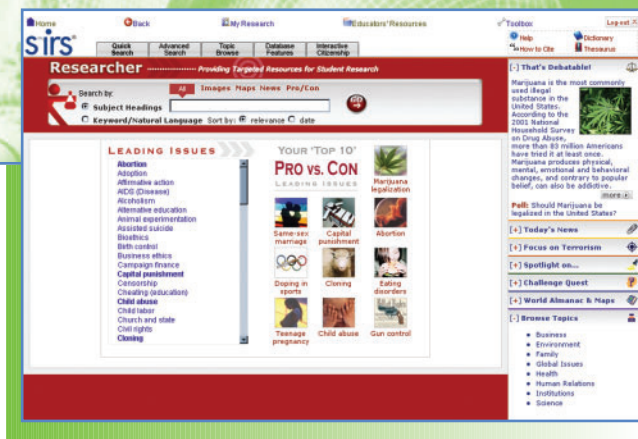 Home Back My Research Educators' Resources
SIRS
Quick Search Advanced Search Topic Browse Database Features Interactive Citizenship
Researcher Providing Targeted Resources for Student Research
Search by: All Images Maps News Pro/Con
Subject Headings GO
Keyword/Natural Language Sort by: relevance date
LEADING ISSUES
Abortion
Adoption
Affirmative action
AIDS (Disease)
Alcoholism
Alternative education
Animal experimentation
Assisted suicide
Bioethics
Birth control
Business ethics
Campaign finance
Capital punishment
Censorship
Cheating (education)
Child abuse
Child labor
Church and state
Civil rights
Cloning
YOUR 'TOP 10'
PRO VS. CON
LEADING ISSUES
Marijuana
legalization
Same-sex
marriage
Capital
punishment
Abortion
Doping in
sports
Cloning
Eating
disorders
Teenage
pregnancy
Child abuse
Gun control
Toolbox Log out X
Help Dictionary
How to Cite Thesaurus
[-] That's Debatable!
Marijuana is the most commonly
used illegal
substance in the
United States.
According to the
2001 National
Household Survey
on Drug Abuse,
more than 83 million Americans
have tried it at least once.
Marijuana produces physical,
mental, emotional and behavioral
changes, and contrary to popular
belief, can also be addictive.
more
Poll: Should Marijuana be
legalized in the United States?
[+] Today's News
[+] Focus on Terrorism
[+] Spotlight on...
[+] Challenge Quest
[+] World Almanac & Maps
[-] Browse Topics
Business
Environment
Family
Global Issues
Health
Human Relations
Institutions
Science